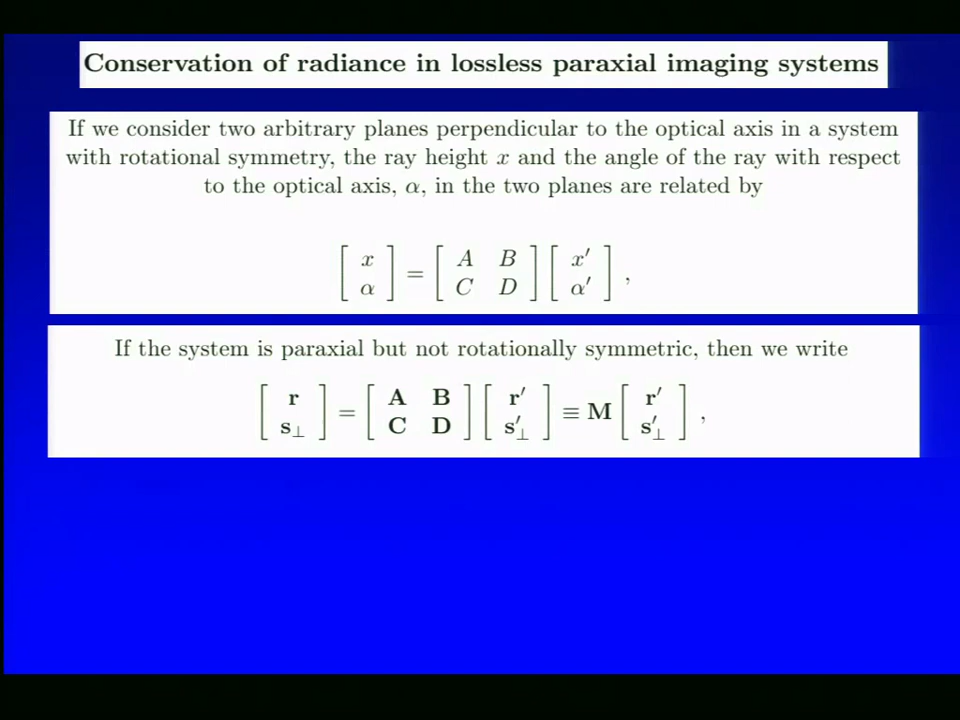 Conservation of radiance in lossless paraxial imaging systems
If we consider two arbitrary planes perpendicular to the optical axis in a system
with rotational symmetry, the ray height x and the angle of the ray with respect
to the optical axis, α, in the two planes are related by
[ x ; α ] = [ A B ; C D ] [ x′ ; α′ ] ,
If the system is paraxial but not rotationally symmetric, then we write
[ r ; s⊥ ] = [ A B ; C D ] [ r′ ; s′⊥ ] ≡ M [ r′ ; s′⊥ ] ,